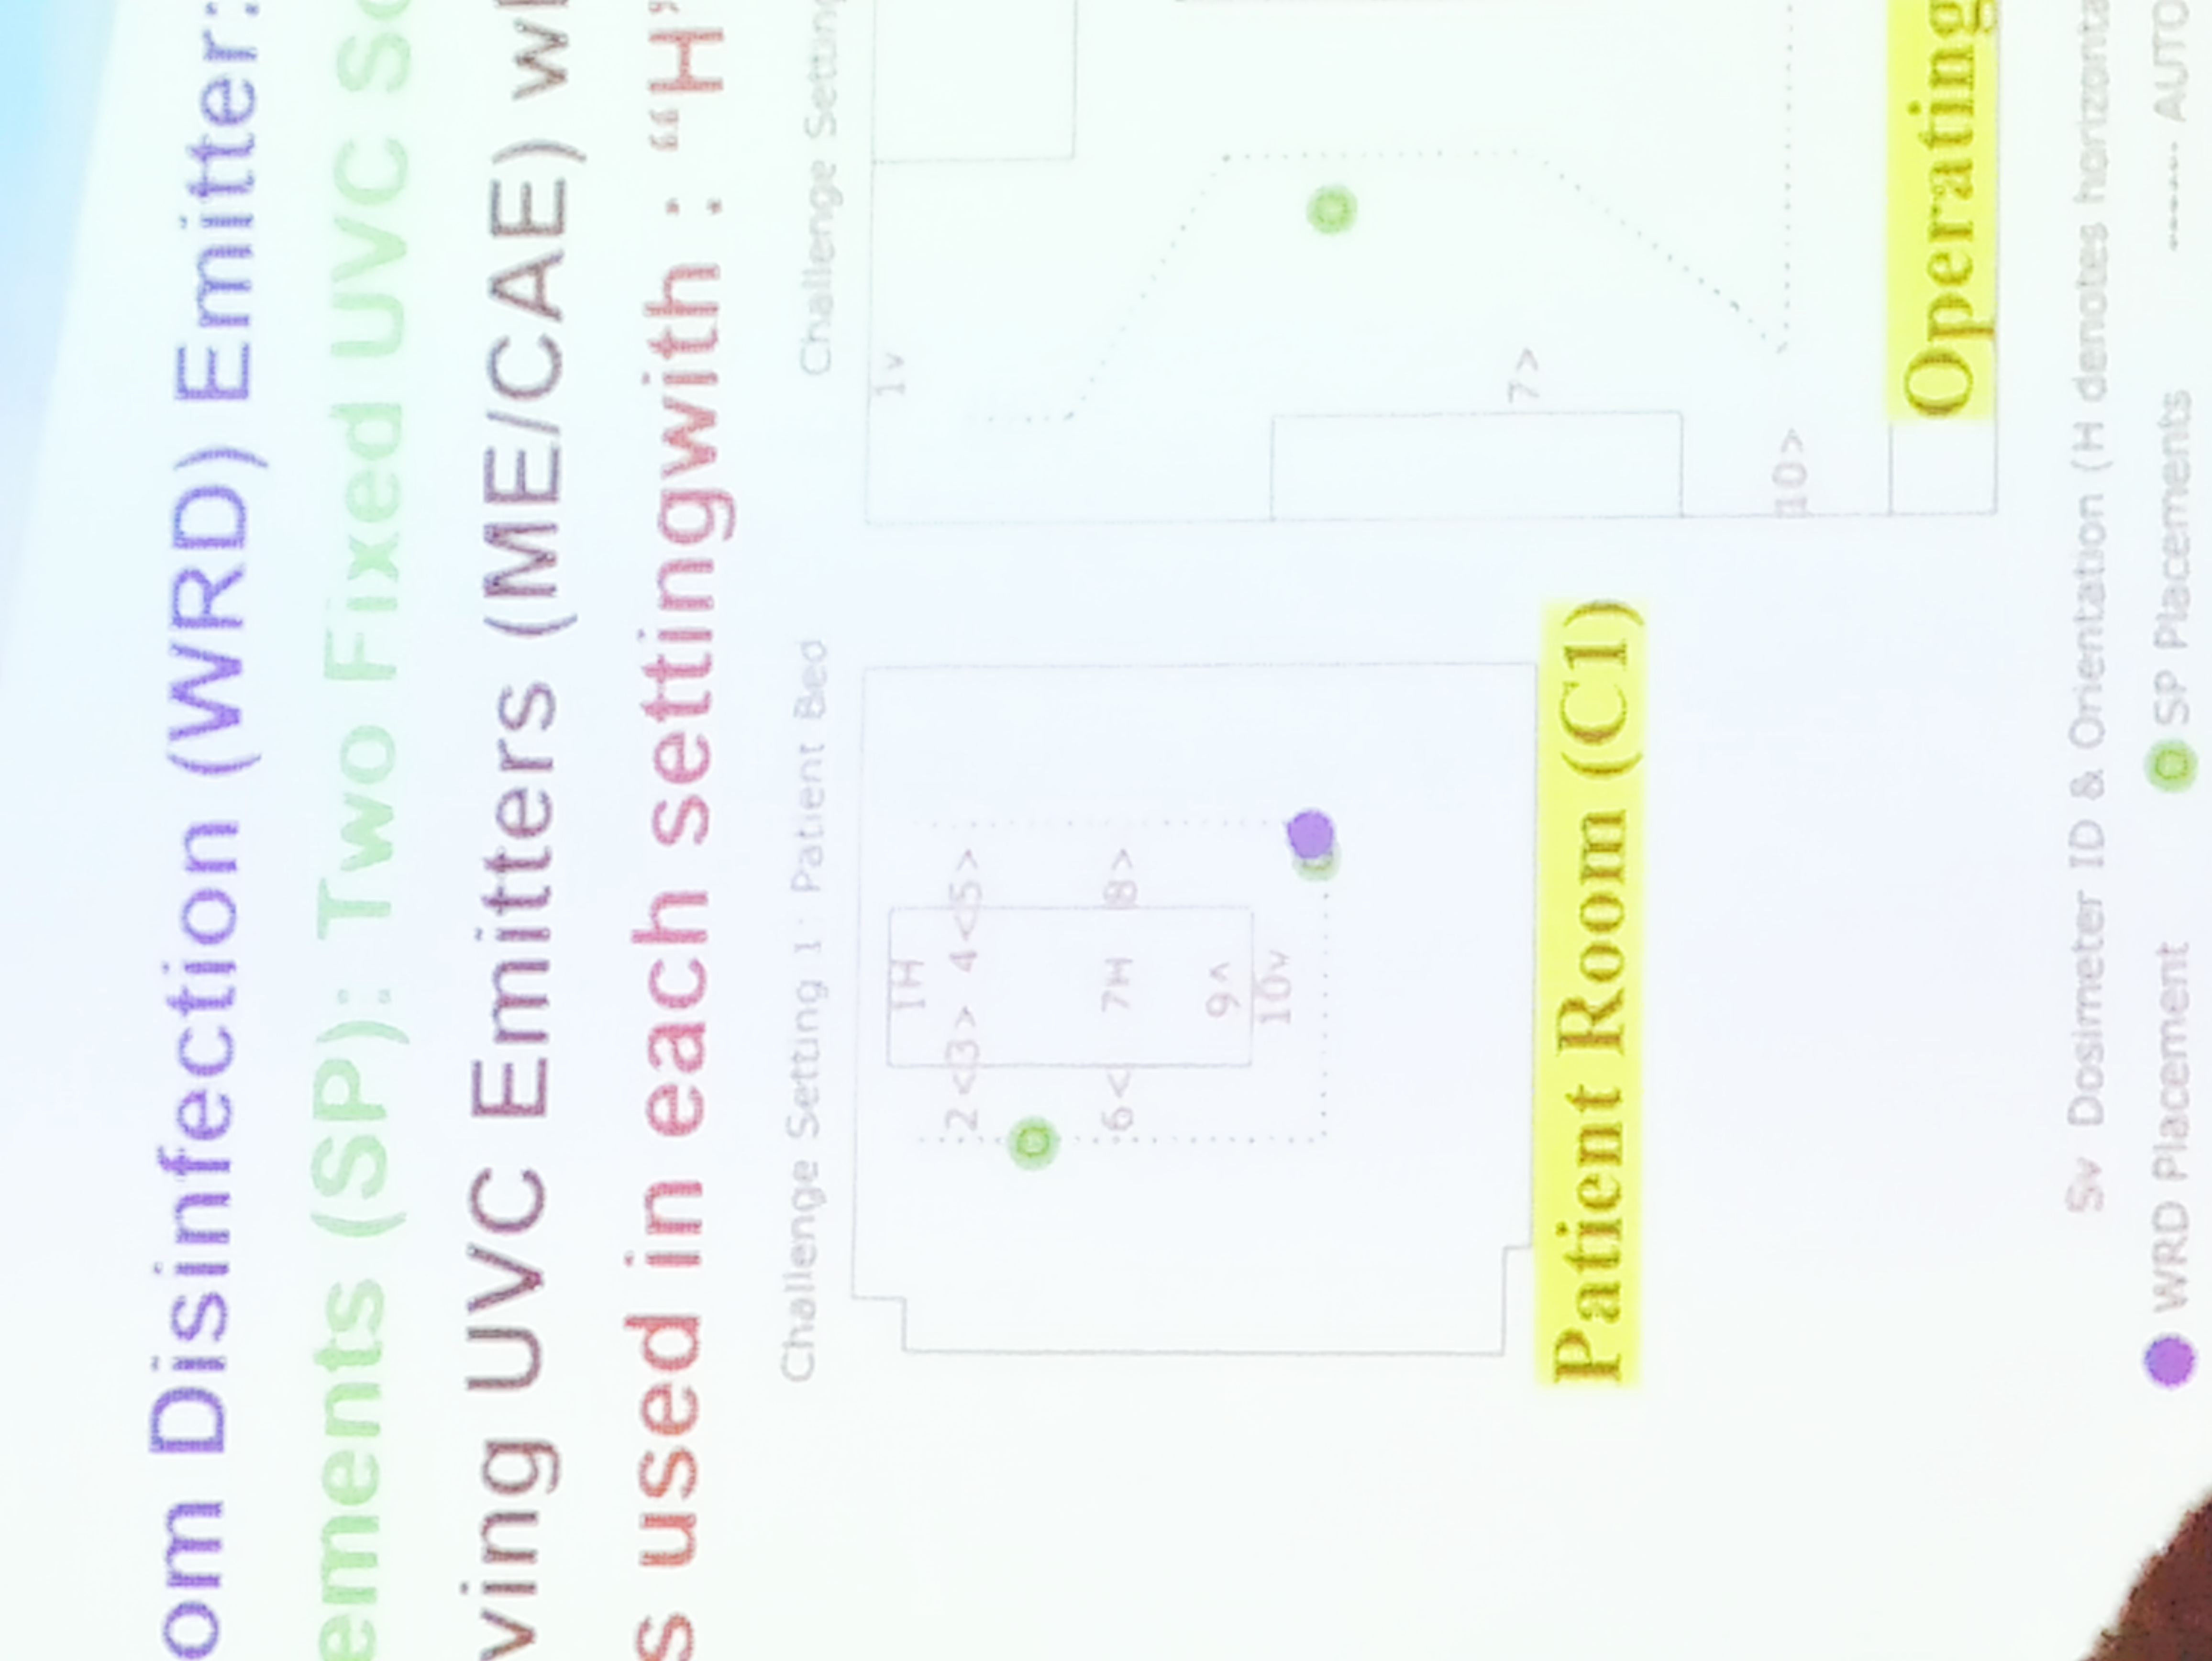 om Disinfection (WRD) Emitter:
ements (SP): Two Fixed UVC So
ving UVC Emitters (ME/CAE) wh
s used in each settingwith : “H”
Challenge Setting 1: Patient Bed
Challenge Setting
1H
2< 3> 4< 5>
6< 7H 8>
9^
10v
1v
7>
10>
Patient Room (C1)
Operating
5v Dosimeter ID & Orientation (H denotes horizonta
WRD Placement
SP Placements
AUTO